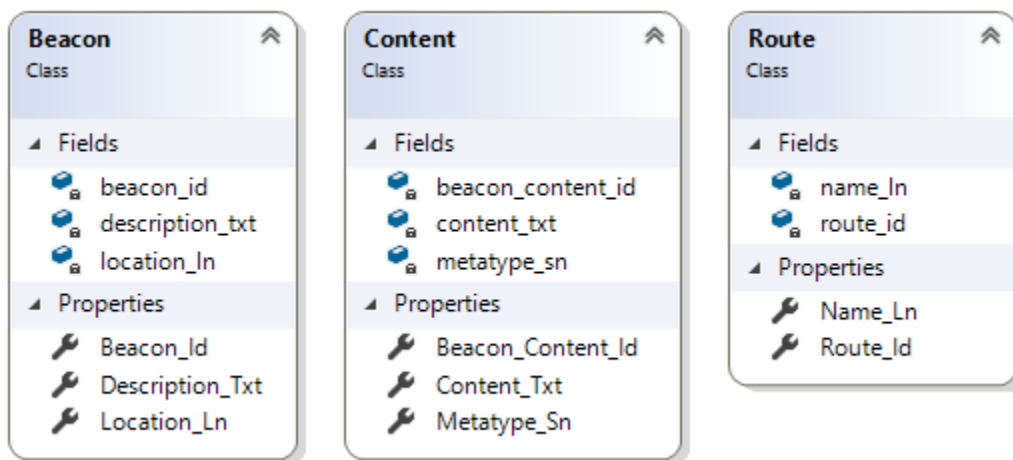 Beacon
Class
Fields
beacon_id
description_txt
location_ln
Properties
Beacon_Id
Description_Txt
Location_Ln
Content
Class
Fields
beacon_content_id
content_txt
metatype_sn
Properties
Beacon_Content_Id
Content_Txt
Metatype_Sn
Route
Class
Fields
name_ln
route_id
Properties
Name_Ln
Route_Id